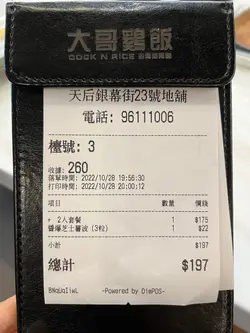 大哥鷄飯
COOK N RICE
天后銀幕街23號地舖
電話: 96111006
檯號: 3
收據: 260
落單時間: 2022/10/28 19:56:30
打印時間: 2022/10/28 20:00:12
項目 數量 價錢
+ 2人套餐 1 $175
醬爆芝士薯波 (3粒) 1 $22
小計 $197
總計 $197
-Powered by DimPOS-